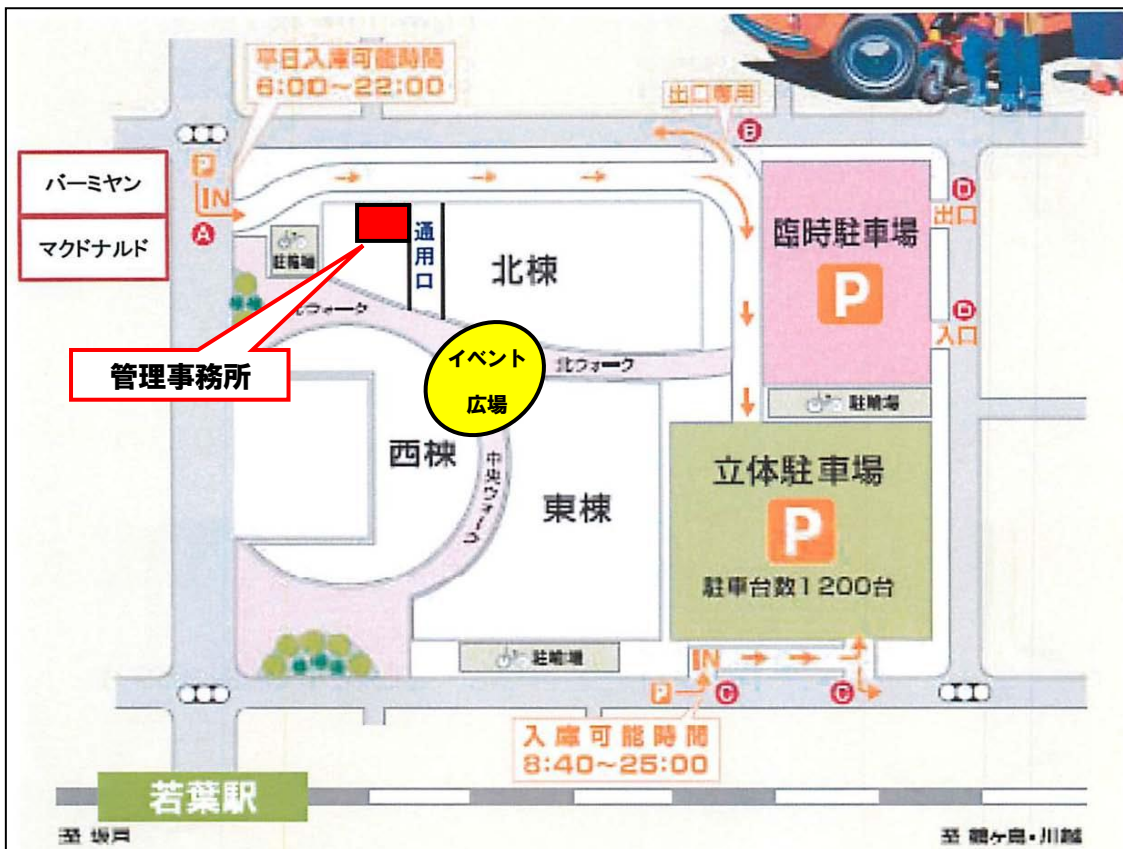 平日入庫可能時間
6:00~22:00
出口専用
B
バーミヤン
マクドナルド
P
IN
A
駐輪場
通用口
北棟
臨時駐車場
P
D
出口
D
入口
北ウォーク
管理事務所
イベント
広場
北ウォーク
駐輪場
西棟
中央ウォーク
東棟
立体駐車場
P
駐車台数1200台
駐輪場
IN
P
C
C
入庫可能時間
8:40~25:00
若葉駅
至 坂戸
至 鶴ヶ島・川越